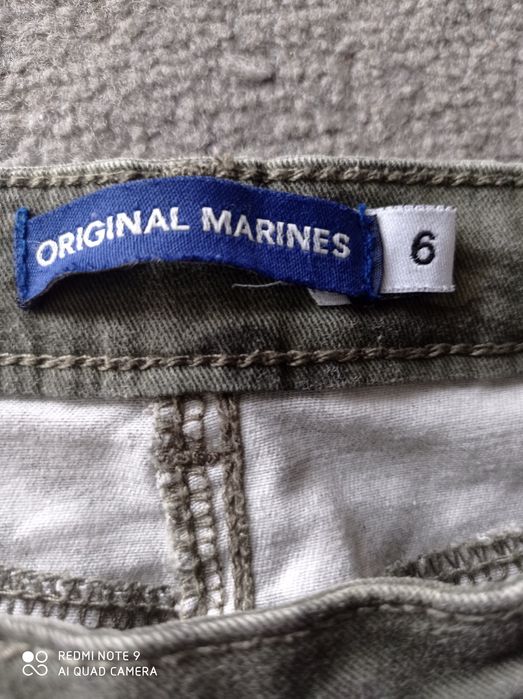 ORIGINAL MARINES
6
REDMI NOTE 9
AI QUAD CAMERA